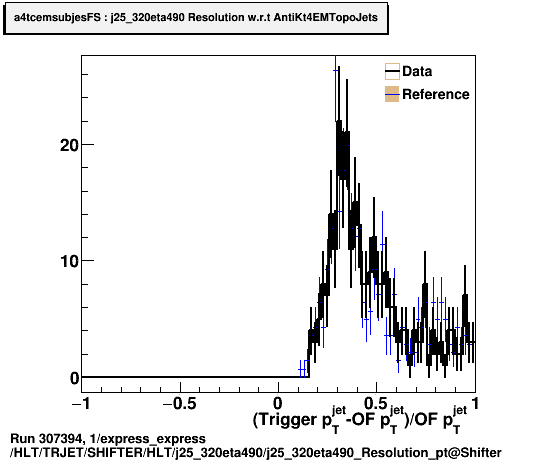 a4tcemsubjesFS : j25_320eta490 Resolution w.r.t AntiKt4EMTopoJets
Data
Reference
20
10
0
−1
−0.5
0
0.5
1
(Trigger p_T^jet -OF p_T^jet)/OF p_T^jet
Run 307394, 1/express_express
/HLT/TRJET/SHIFTER/HLT/j25_320eta490/j25_320eta490_Resolution_pt@Shifter